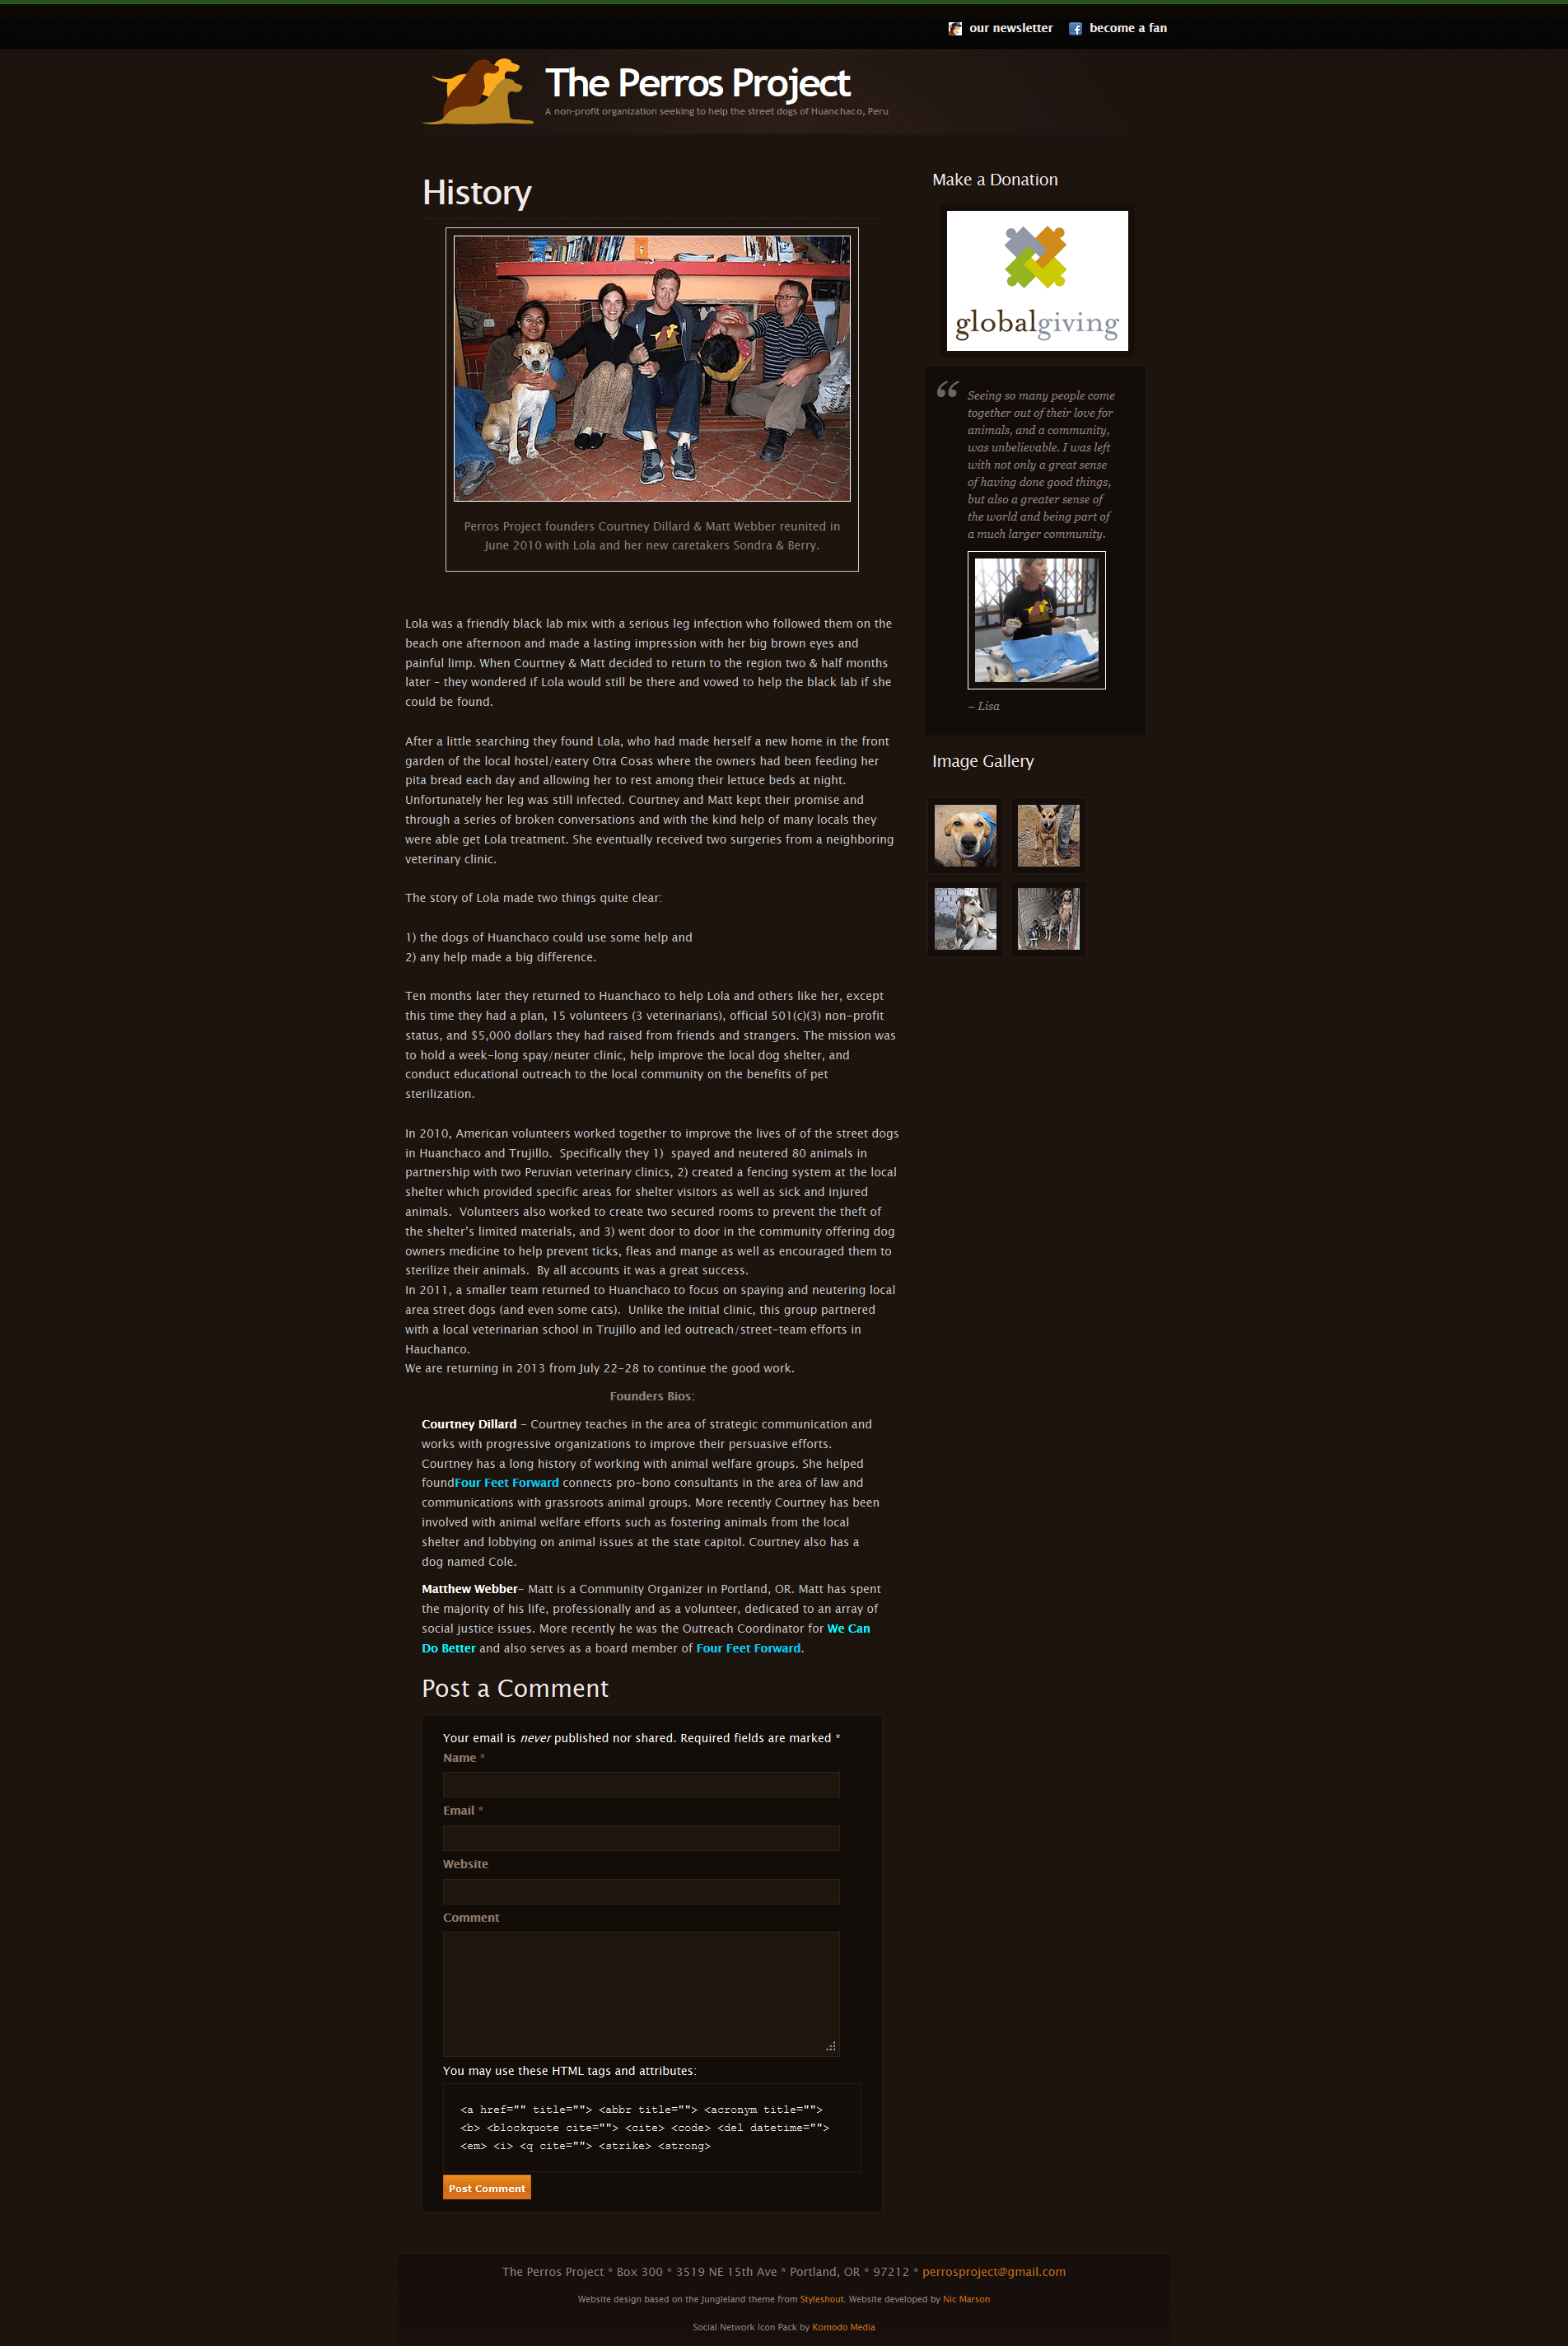 our newsletter become a fan
The Perros Project
A non-profit organization seeking to help the street dogs of Huanchaco, Peru
History
Perros Project founders Courtney Dillard & Matt Webber reunited in
June 2010 with Lola and her new caretakers Sondra & Berry.
Lola was a friendly black lab mix with a serious leg infection who followed them on the
beach one afternoon and made a lasting impression with her big brown eyes and
painful limp. When Courtney & Matt decided to return to the region two & half months
later – they wondered if Lola would still be there and vowed to help the black lab if she
could be found.
After a little searching they found Lola, who had made herself a new home in the front
garden of the local hostel/eatery Otra Cosas where the owners had been feeding her
pita bread each day and allowing her to rest among their lettuce beds at night.
Unfortunately her leg was still infected. Courtney and Matt kept their promise and
through a series of broken conversations and with the kind help of many locals they
were able get Lola treatment. She eventually received two surgeries from a neighboring
veterinary clinic.
The story of Lola made two things quite clear:
1) the dogs of Huanchaco could use some help and
2) any help made a big difference.
Ten months later they returned to Huanchaco to help Lola and others like her, except
this time they had a plan, 15 volunteers (3 veterinarians), official 501(c)(3) non-profit
status, and $5,000 dollars they had raised from friends and strangers. The mission was
to hold a week-long spay/neuter clinic, help improve the local dog shelter, and
conduct educational outreach to the local community on the benefits of pet
sterilization.
In 2010, American volunteers worked together to improve the lives of of the street dogs
in Huanchaco and Trujillo.  Specifically they 1)  spayed and neutered 80 animals in
partnership with two Peruvian veterinary clinics, 2) created a fencing system at the local
shelter which provided specific areas for shelter visitors as well as sick and injured
animals.  Volunteers also worked to create two secured rooms to prevent the theft of
the shelter's limited materials, and 3) went door to door in the community offering dog
owners medicine to help prevent ticks, fleas and mange as well as encouraged them to
sterilize their animals.  By all accounts it was a great success.
In 2011, a smaller team returned to Huanchaco to focus on spaying and neutering local
area street dogs (and even some cats).  Unlike the initial clinic, this group partnered
with a local veterinarian school in Trujillo and led outreach/street-team efforts in
Hauchanco.
We are returning in 2013 from July 22-28 to continue the good work.
Founders Bios:
Courtney Dillard – Courtney teaches in the area of strategic communication and
works with progressive organizations to improve their persuasive efforts.
Courtney has a long history of working with animal welfare groups. She helped
foundFour Feet Forward connects pro-bono consultants in the area of law and
communications with grassroots animal groups. More recently Courtney has been
involved with animal welfare efforts such as fostering animals from the local
shelter and lobbying on animal issues at the state capitol. Courtney also has a
dog named Cole.
Matthew Webber– Matt is a Community Organizer in Portland, OR. Matt has spent
the majority of his life, professionally and as a volunteer, dedicated to an array of
social justice issues. More recently he was the Outreach Coordinator for We Can
Do Better and also serves as a board member of Four Feet Forward.
Post a Comment
Your email is never published nor shared. Required fields are marked *
Name *
Email *
Website
Comment
You may use these HTML tags and attributes:
<a href="" title=""> <abbr title=""> <acronym title="">
<b> <blockquote cite=""> <cite> <code> <del datetime="">
<em> <i> <q cite=""> <strike> <strong>
Post Comment
Make a Donation
globalgiving
“ Seeing so many people come
together out of their love for
animals, and a community,
was unbelievable. I was left
with not only a great sense
of having done good things,
but also a greater sense of
the world and being part of
a much larger community.
– Lisa
Image Gallery
The Perros Project * Box 300 * 3519 NE 15th Ave * Portland, OR * 97212 * perrosproject@gmail.com
Website design based on the Jungleland theme from Styleshout. Website developed by Nic Marson
Social Network Icon Pack by Komodo Media